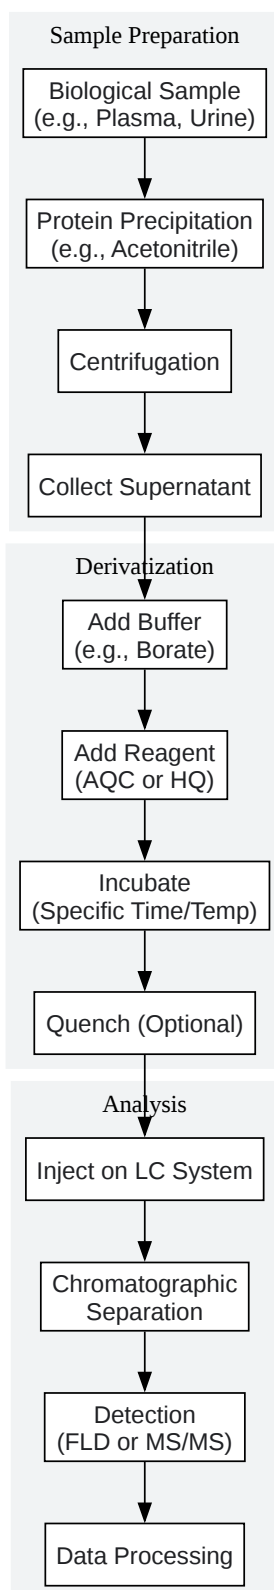 Sample Preparation
Biological Sample
(e.g., Plasma, Urine)
Protein Precipitation
(e.g., Acetonitrile)
Centrifugation
Collect Supernatant
Derivatization
Add Buffer
(e.g., Borate)
Add Reagent
(AQC or HQ)
Incubate
(Specific Time/Temp)
Quench (Optional)
Analysis
Inject on LC System
Chromatographic
Separation
Detection
(FLD or MS/MS)
Data Processing